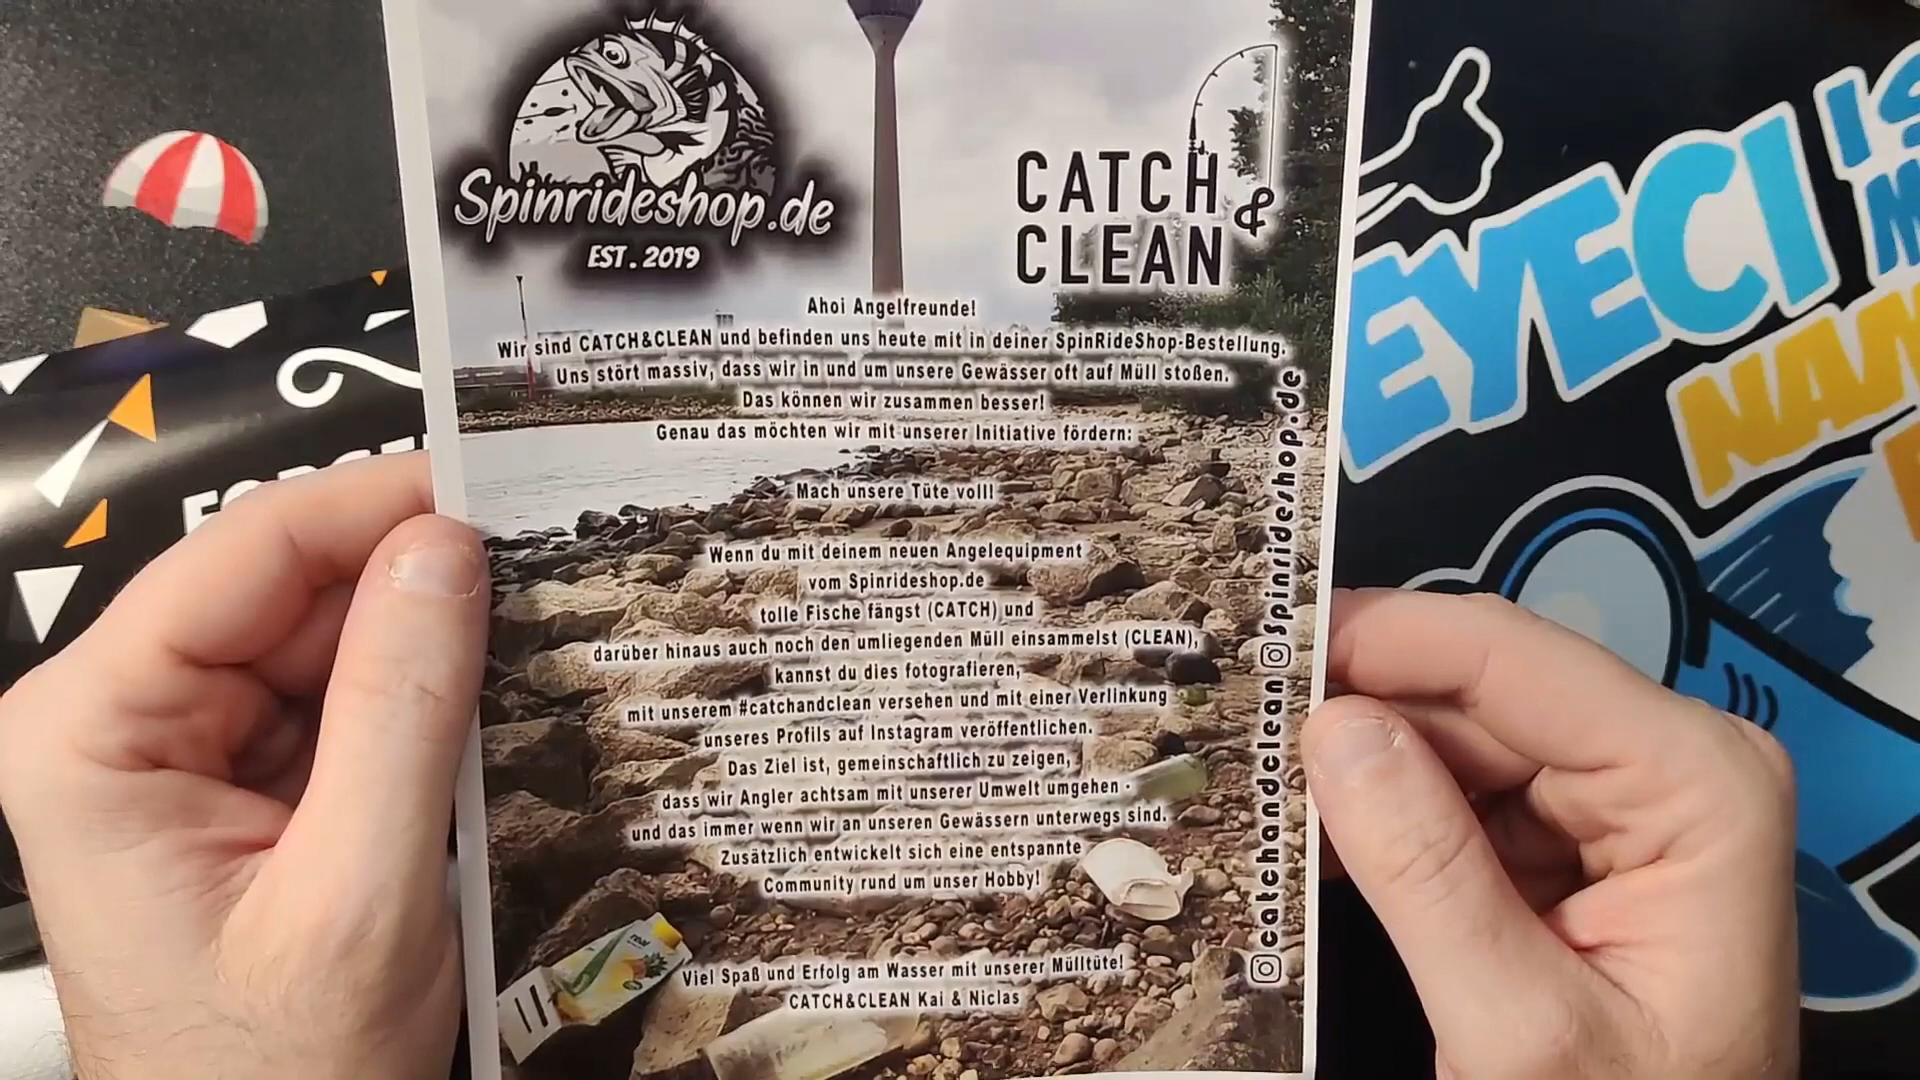 Spinrideshop.de
EST. 2019
CATCH &
CLEAN
Ahoi Angelfreunde!
Wir sind CATCH&CLEAN und befinden uns heute mit in deiner SpinRideShop-Bestellung.
Uns stört massiv, dass wir in und um unsere Gewässer oft auf Müll stoßen.
Das können wir zusammen besser!
Genau das möchten wir mit unserer Initiative fördern:
Mach unsere Tüte voll!
Wenn du mit deinem neuen Angelequipment
vom Spinrideshop.de
tolle Fische fängst (CATCH) und
darüber hinaus auch noch den umliegenden Müll einsammelst (CLEAN),
kannst du dies fotografieren,
mit unserem #catchandclean versehen und mit einer Verlinkung
unseres Profils auf Instagram veröffentlichen.
Das Ziel ist, gemeinschaftlich zu zeigen,
dass wir Angler achtsam mit unserer Umwelt umgehen -
und das immer wenn wir an unseren Gewässern unterwegs sind.
Zusätzlich entwickelt sich eine entspannte
Community rund um unser Hobby!
Viel Spaß und Erfolg am Wasser mit unserer Mülltüte!
CATCH&CLEAN Kai & Niclas
catchandclean spinrideshop.de
real
EYECI